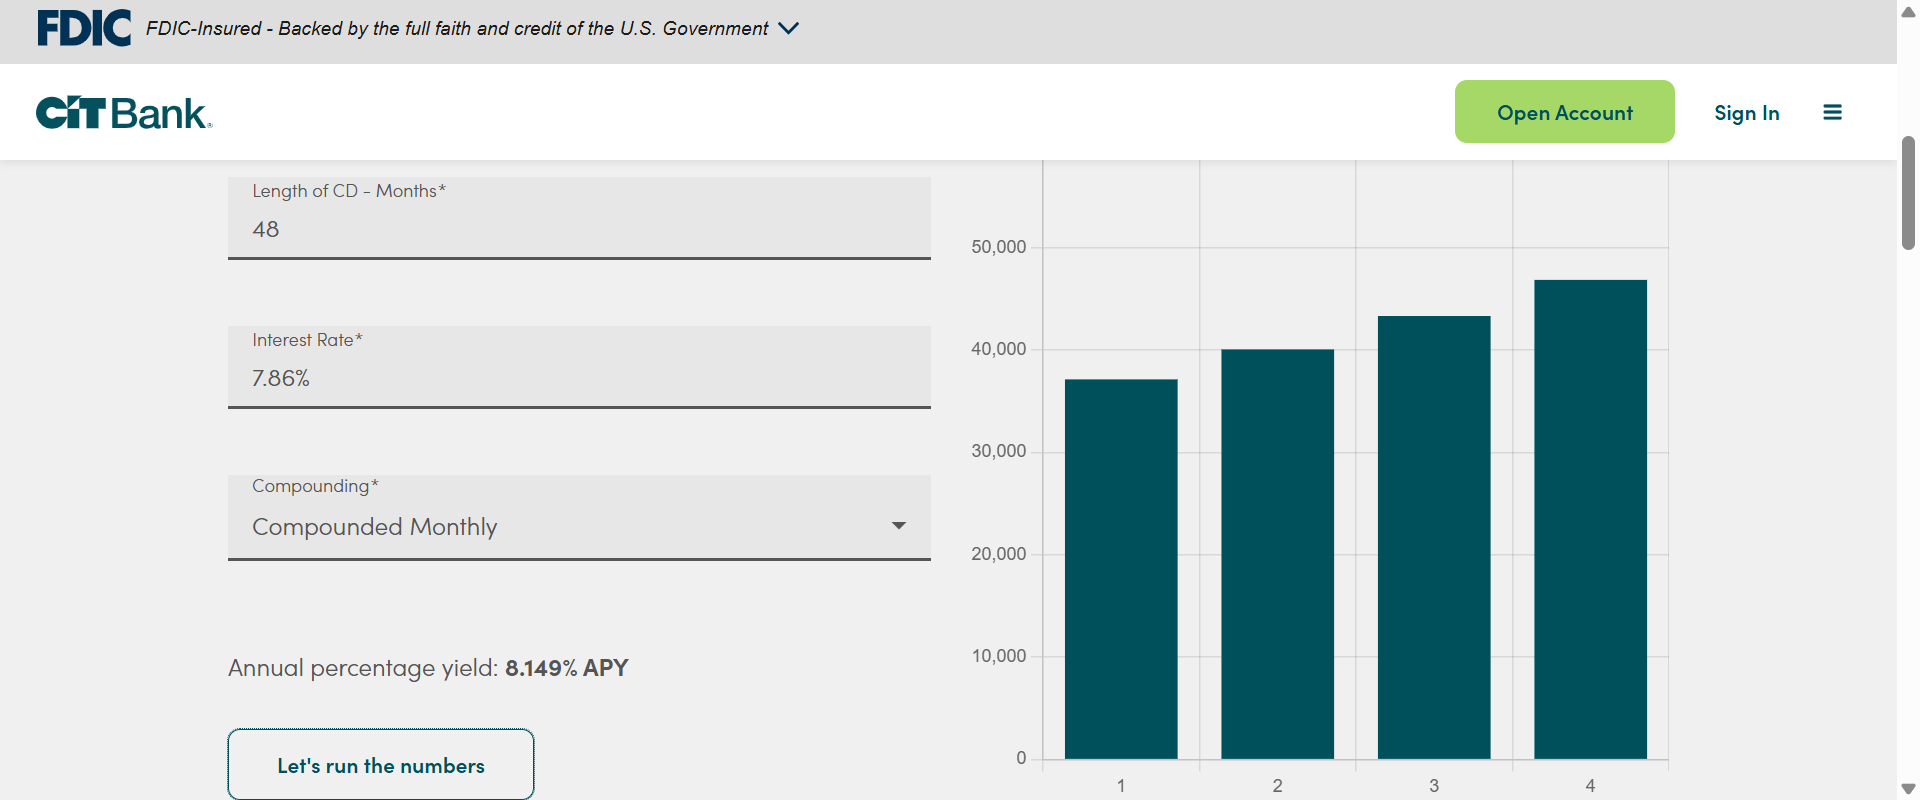 FDIC FDIC-Insured - Backed by the full faith and credit of the U.S. Government
CIT Bank®
Open Account
Sign In
Length of CD - Months*
48
Interest Rate*
7.86%
Compounding*
Compounded Monthly
Annual percentage yield: 8.149% APY
Let's run the numbers
50,000
40,000
30,000
20,000
10,000
0
1 2 3 4